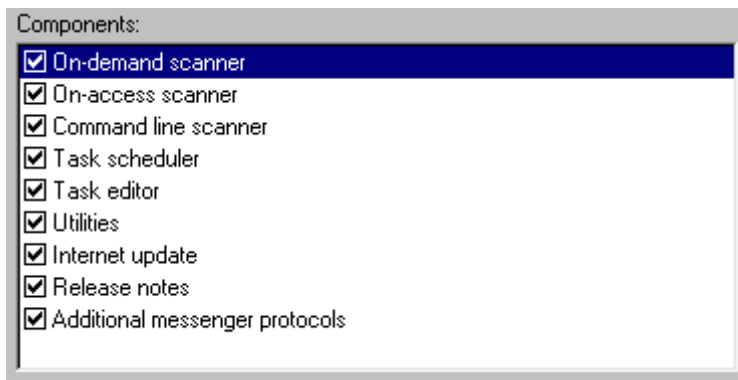 Components:
On-demand scanner
On-access scanner
Command line scanner
Task scheduler
Task editor
Utilities
Internet update
Release notes
Additional messenger protocols